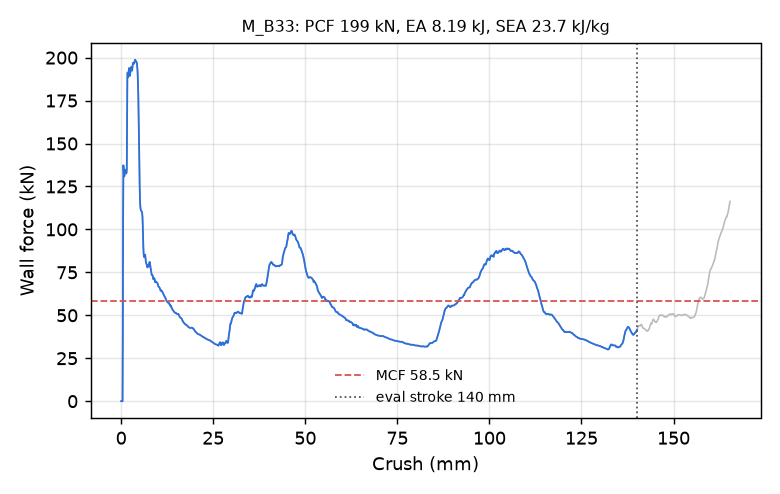 M_B33: PCF 199 kN, EA 8.19 kJ, SEA 23.7 kJ/kg
Wall force (kN)
200
175
150
125
100
75
50
25
0
MCF 58.5 kN
eval stroke 140 mm
0 25 50 75 100 125 150
Crush (mm)